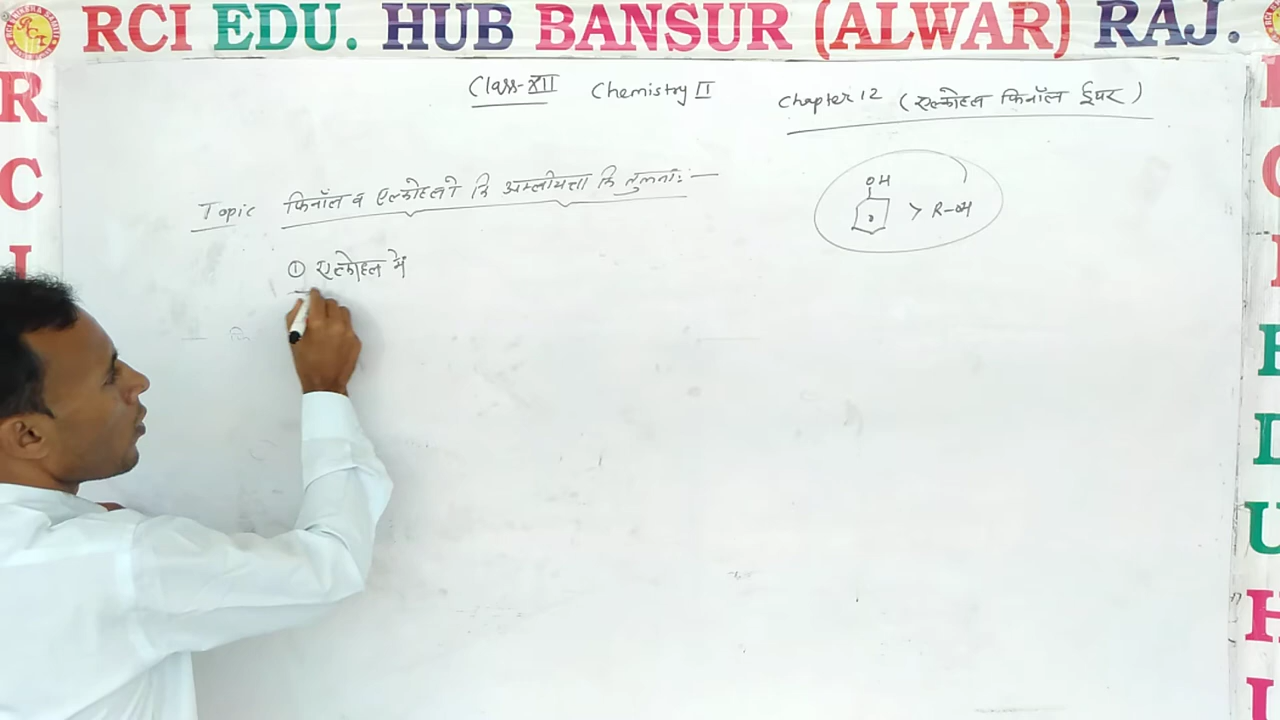 RCI EDU. HUB BANSUR (ALWAR) RAJ.
Class-XII Chemistry II Chapter 12 (एल्कोहल फिनॉल ईथर)
Topic फिनॉल व एल्कोहलो कि अम्लीयता कि तुलना:—
OH
> R-OH
① एल्कोहल में
R
C
I
E
D
U
H